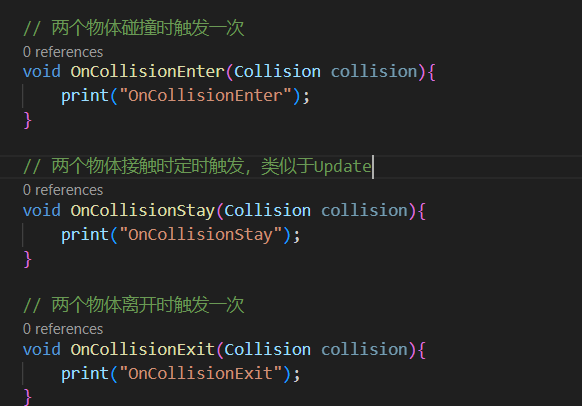 // 两个物体碰撞时触发一次
0 references
void OnCollisionEnter(Collision collision){
print("OnCollisionEnter");
}
// 两个物体接触时定时触发，类似于Update
0 references
void OnCollisionStay(Collision collision){
print("OnCollisionStay");
}
// 两个物体离开时触发一次
0 references
void OnCollisionExit(Collision collision){
print("OnCollisionExit");
}